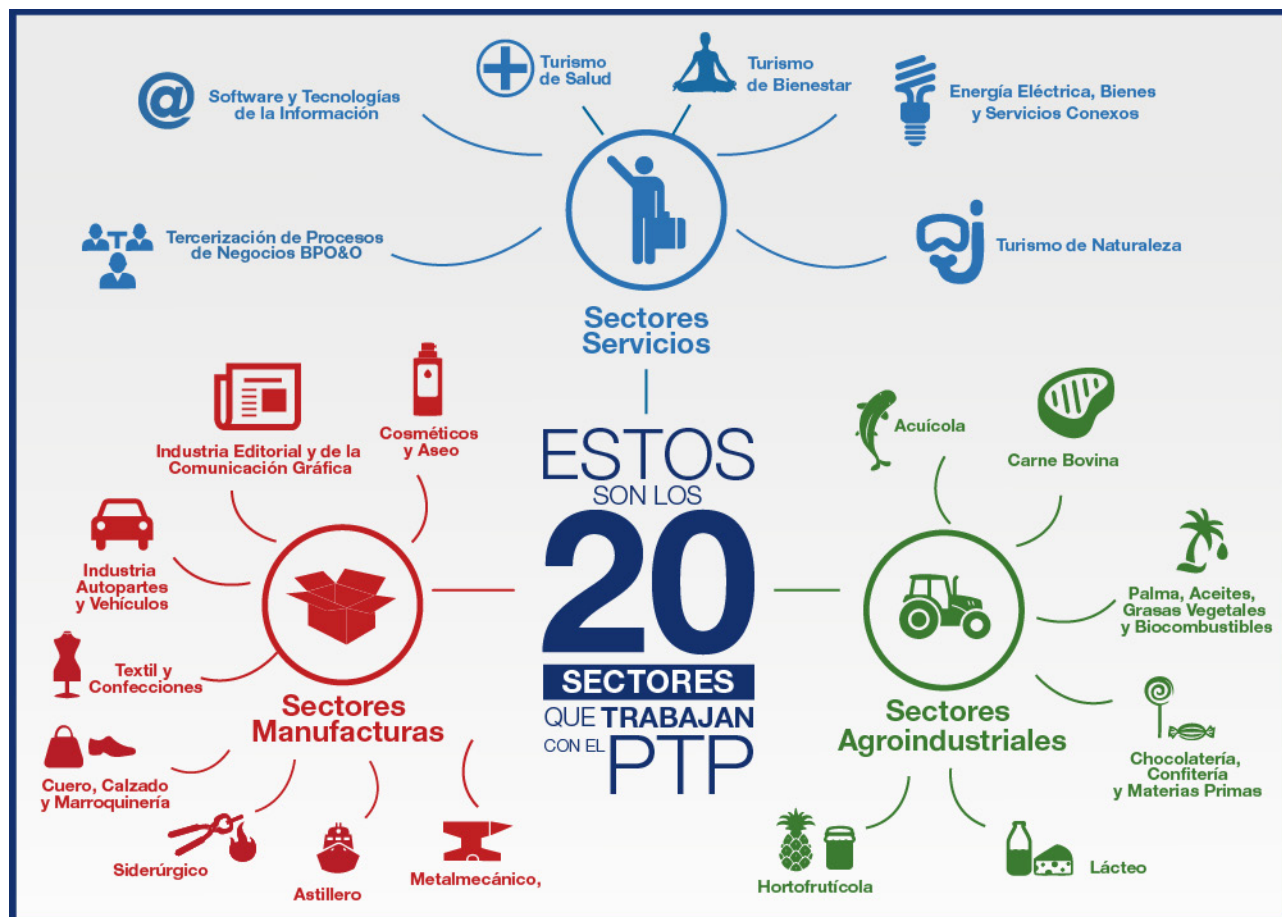 Turismo
de Salud
Turismo
de Bienestar
Software y Tecnologías
de la Información
Energía Eléctrica, Bienes
y Servicios Conexos
Tercerización de Procesos
de Negocios BPO&O
Turismo de Naturaleza
Sectores
Servicios
Industria Editorial y de la
Comunicación Gráfica
Cosméticos
y Aseo
Industria
Autopartes
y Vehículos
Textil y
Confecciones
Sectores
Manufacturas
Cuero, Calzado
y Marroquinería
Siderúrgico
Astillero
Metalmecánico,
ESTOS
SON LOS
20
SECTORES
QUE TRABAJAN
CON EL PTP
Acuícola
Carne Bovina
Palma, Aceites,
Grasas Vegetales
y Biocombustibles
Sectores
Agroindustriales
Chocolatería,
Confitería
y Materias Primas
Hortofrutícola
Lácteo